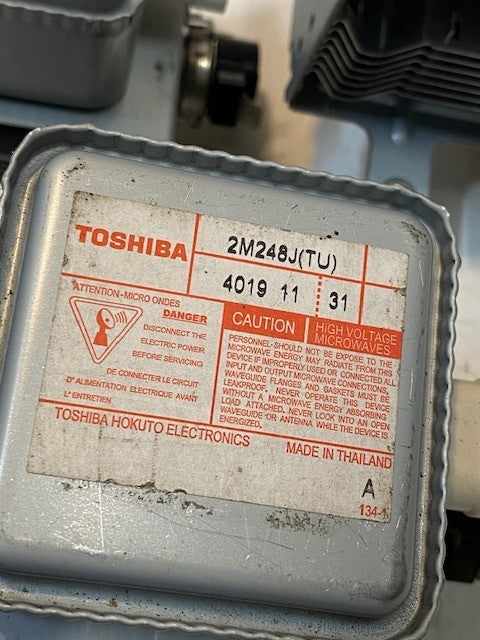 TOSHIBA
2M248J(TU)
4019 11 31
ATTENTION-MICRO ONDES
DANGER
DISCONNECT THE
ELECTRIC POWER
BEFORE SERVICING
DE CONNECTER LE CIRCUIT
D' ALIMENTATION ELECTRIQUE AVANT
L' ENTRETIEN
CAUTION
HIGH VOLTAGE
MICROWAVES
PERSONNEL-SHOULD NOT BE EXPOSE TO THE
MICROWAVE ENERGY MAY RADIATE FROM THIS
DEVICE IF IMPROPERLY USED OR CONNECTED ALL
INPUT AND OUTPUT MICROWAVE CONNECTIONS,
WAVEGUIDE FLANGES AND GASKETS MUST BE
LEAKPROOF. NEVER OPERATE THIS DEVICE
WITHOUT A MICROWAVE ENERGY ABSORBING
LOAD ATTACHED. NEVER LOOK INTO AN OPEN
WAVEGUIDE OR ANTENNA WHILE THE DEVICE IS
ENERGIZED.
TOSHIBA HOKUTO ELECTRONICS
MADE IN THAILAND
A
134-1